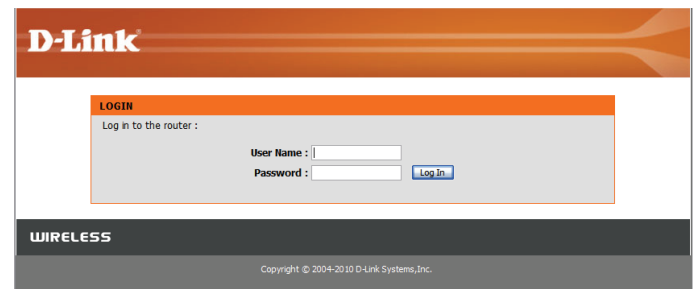 D-Link
LOGIN
Log in to the router :
User Name :
Password : Log In
WIRELESS
Copyright © 2004-2010 D-Link Systems,Inc.